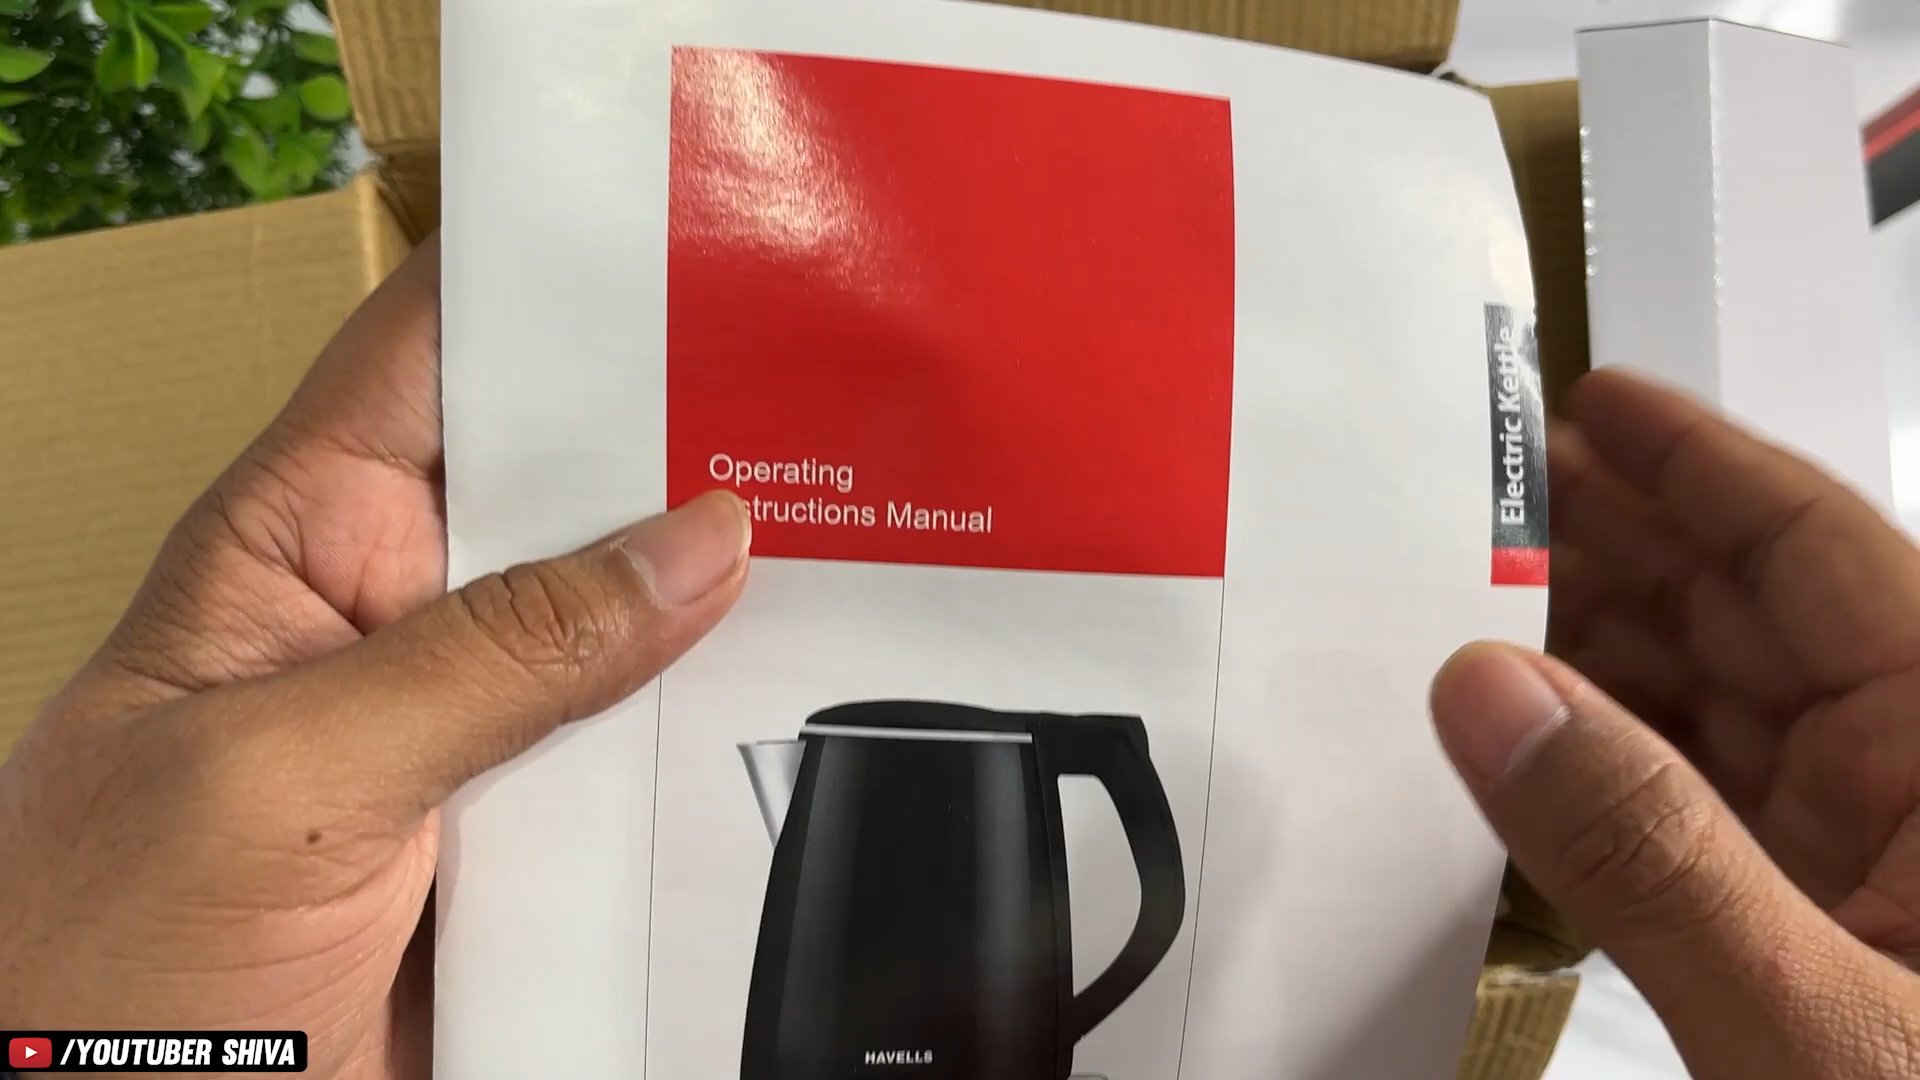 Operating
structions Manual
Electric Kettle
HAVELLS
/YOUTUBER SHIVA